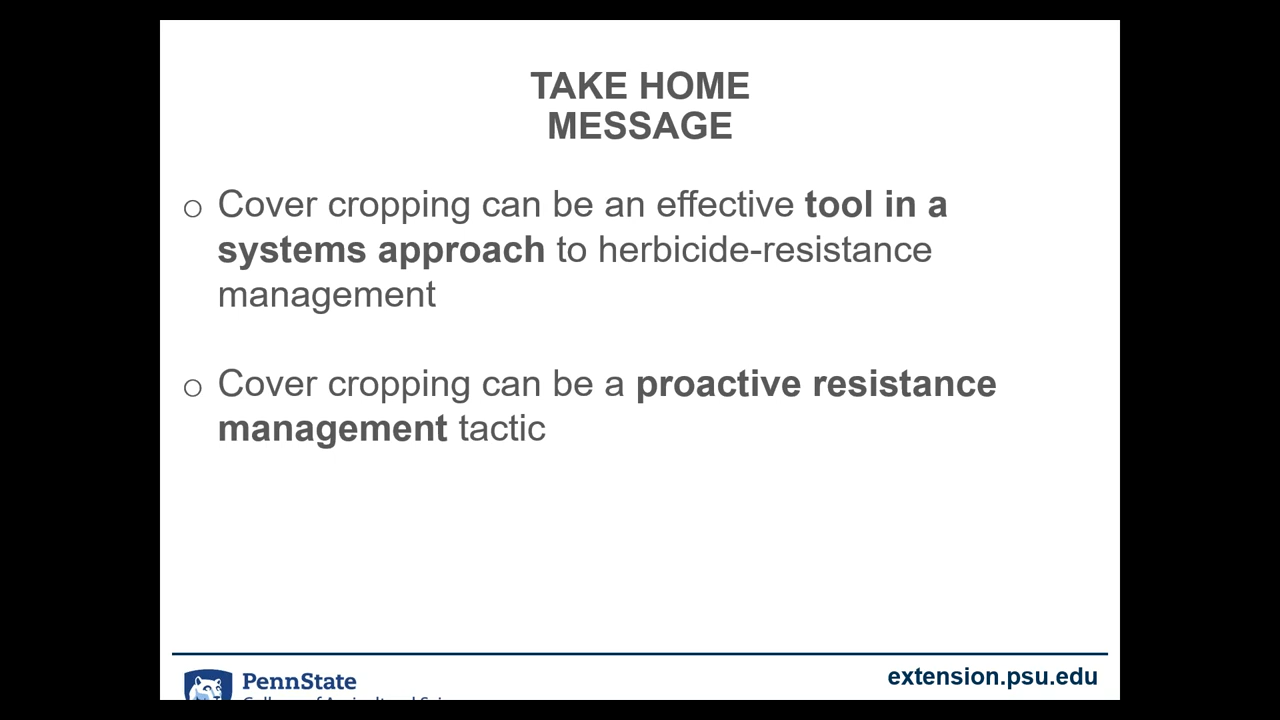 TAKE HOME
MESSAGE
○ Cover cropping can be an effective tool in a
systems approach to herbicide-resistance
management
○ Cover cropping can be a proactive resistance
management tactic
PennState
extension.psu.edu